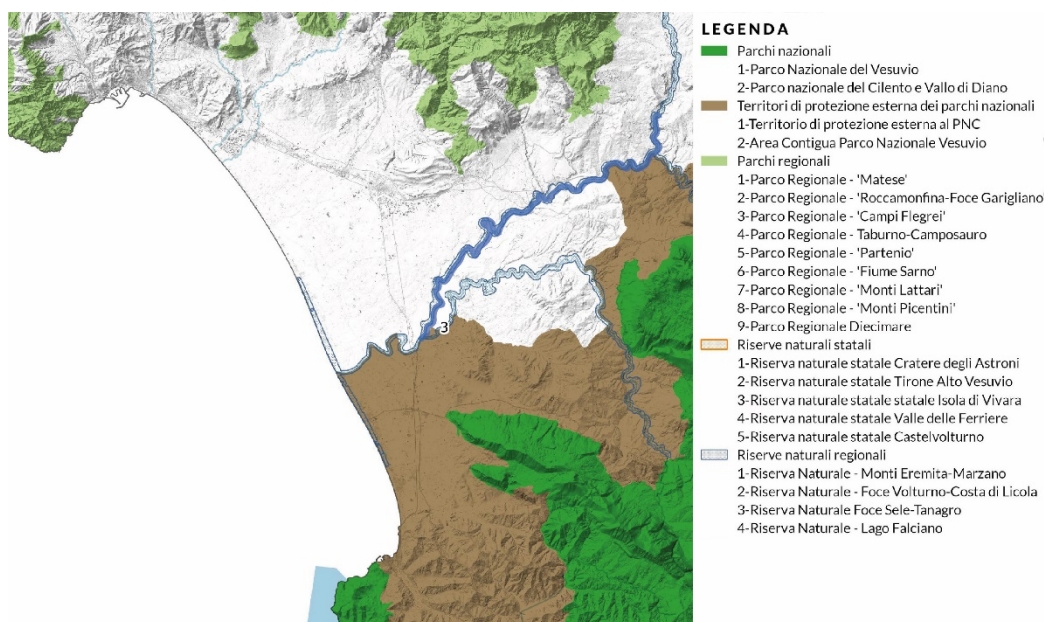 3
LEGENDA
Parchi nazionali
1-Parco Nazionale del Vesuvio
2-Parco nazionale del Cilento e Vallo di Diano
Territori di protezione esterna dei parchi nazionali
1-Territorio di protezione esterna al PNC
2-Area Contigua Parco Nazionale Vesuvio
Parchi regionali
1-Parco Regionale - 'Matese'
2-Parco Regionale - 'Roccamonfina-Foce Garigliano'
3-Parco Regionale - 'Campi Flegrei'
4-Parco Regionale - Taburno-Camposauro
5-Parco Regionale - 'Partenio'
6-Parco Regionale - 'Fiume Sarno'
7-Parco Regionale - 'Monti Lattari'
8-Parco Regionale - 'Monti Picentini'
9-Parco Regionale Diecimare
Riserve naturali statali
1-Riserva naturale statale Cratere degli Astroni
2-Riserva naturale statale Tirone Alto Vesuvio
3-Riserva naturale statale statale Isola di Vivara
4-Riserva naturale statale Valle delle Ferriere
5-Riserva naturale statale Castelvolturno
Riserve naturali regionali
1-Riserva Naturale - Monti Eremita-Marzano
2-Riserva Naturale - Foce Volturno-Costa di Licola
3-Riserva Naturale Foce Sele-Tanagro
4-Riserva Naturale - Lago Falciano